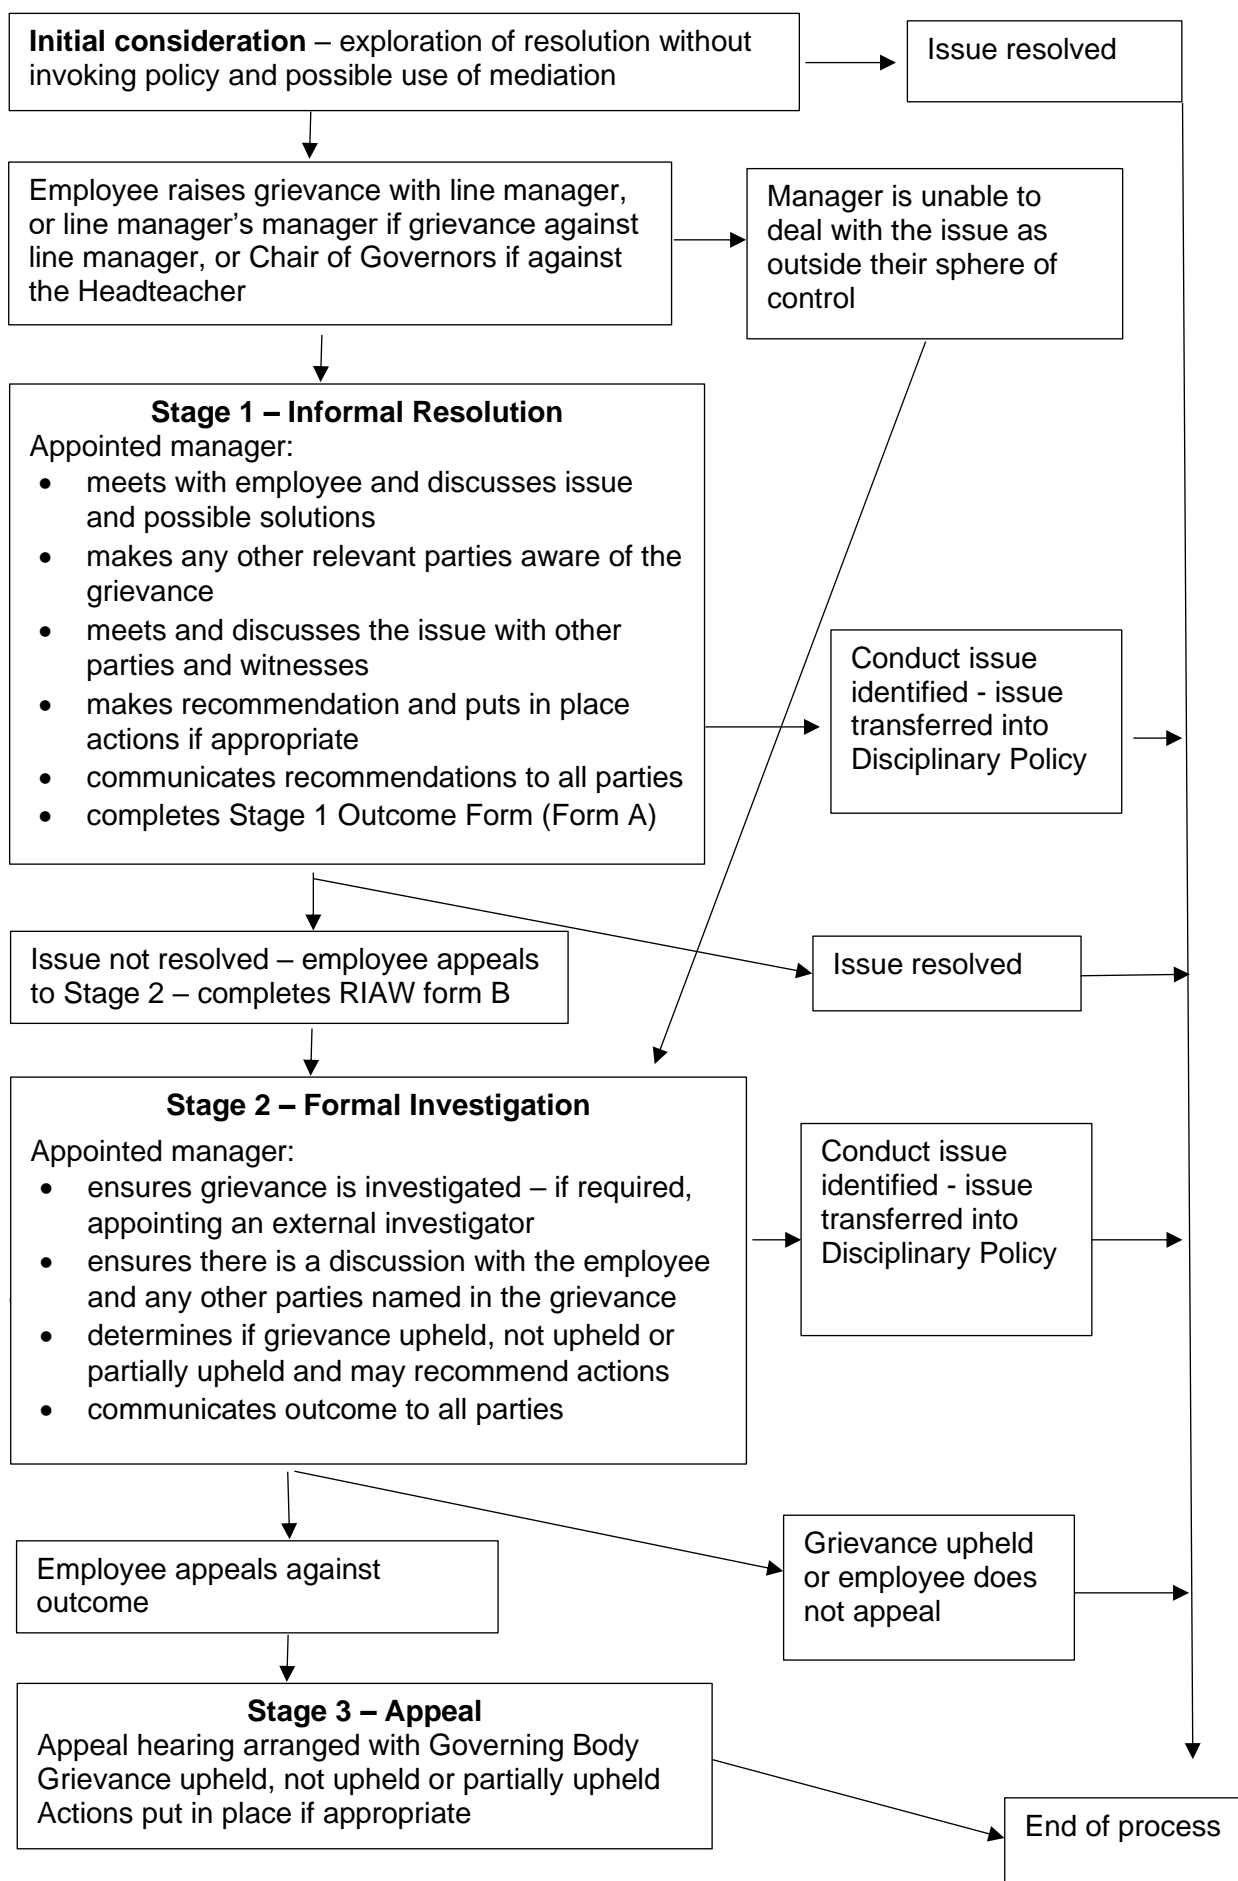 Initial consideration – exploration of resolution without
invoking policy and possible use of mediation
Issue resolved
Employee raises grievance with line manager,
or line manager’s manager if grievance against
line manager, or Chair of Governors if against
the Headteacher
Manager is unable to
deal with the issue as
outside their sphere of
control
Stage 1 – Informal Resolution
Appointed manager:
• meets with employee and discusses issue
and possible solutions
• makes any other relevant parties aware of the
grievance
• meets and discusses the issue with other
parties and witnesses
• makes recommendation and puts in place
actions if appropriate
• communicates recommendations to all parties
• completes Stage 1 Outcome Form (Form A)
Conduct issue
identified - issue
transferred into
Disciplinary Policy
Issue not resolved – employee appeals
to Stage 2 – completes RIAW form B
Issue resolved
Stage 2 – Formal Investigation
Appointed manager:
• ensures grievance is investigated – if required,
appointing an external investigator
• ensures there is a discussion with the employee
and any other parties named in the grievance
• determines if grievance upheld, not upheld or
partially upheld and may recommend actions
• communicates outcome to all parties
Conduct issue
identified - issue
transferred into
Disciplinary Policy
Employee appeals against
outcome
Grievance upheld
or employee does
not appeal
Stage 3 – Appeal
Appeal hearing arranged with Governing Body
Grievance upheld, not upheld or partially upheld
Actions put in place if appropriate
End of process